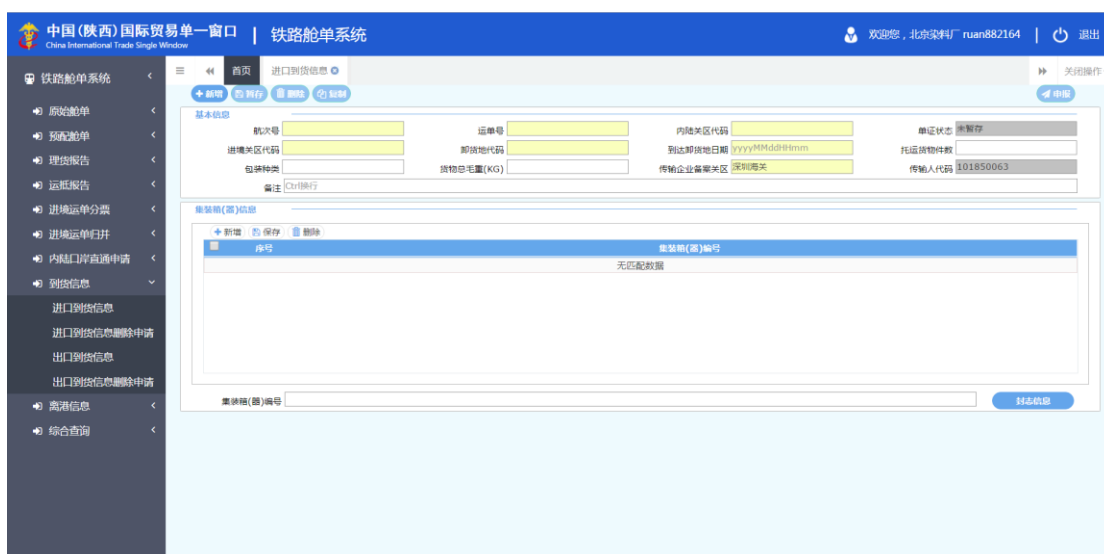 中国(陕西)国际贸易单一窗口 | 铁路舱单系统
China International Trade Single Window
欢迎您，北京染料厂 ruan882164 | 退出
铁路舱单系统
原始舱单
预配舱单
理货报告
运抵报告
进境运单分票
进境运单归并
内陆口岸直通申请
到货信息
进口到货信息
进口到货信息删除申请
出口到货信息
出口到货信息删除申请
离港信息
综合查询
首页 进口到货信息 关闭操作
新增 暂存 删除 复制 申报
基本信息
航次号 运单号 内陆关区代码 单证状态 未暂存
进境关区代码 卸货地代码 到达卸货地日期 yyyyMMddHHmm 托运货物件数
包装种类 货物总毛重(KG) 传输企业备案关区 深圳海关 传输人代码 101850063
备注 Ctrl换行
集装箱(器)信息
新增 保存 删除
序号 集装箱(器)编号
无匹配数据
集装箱(器)编号 封志信息